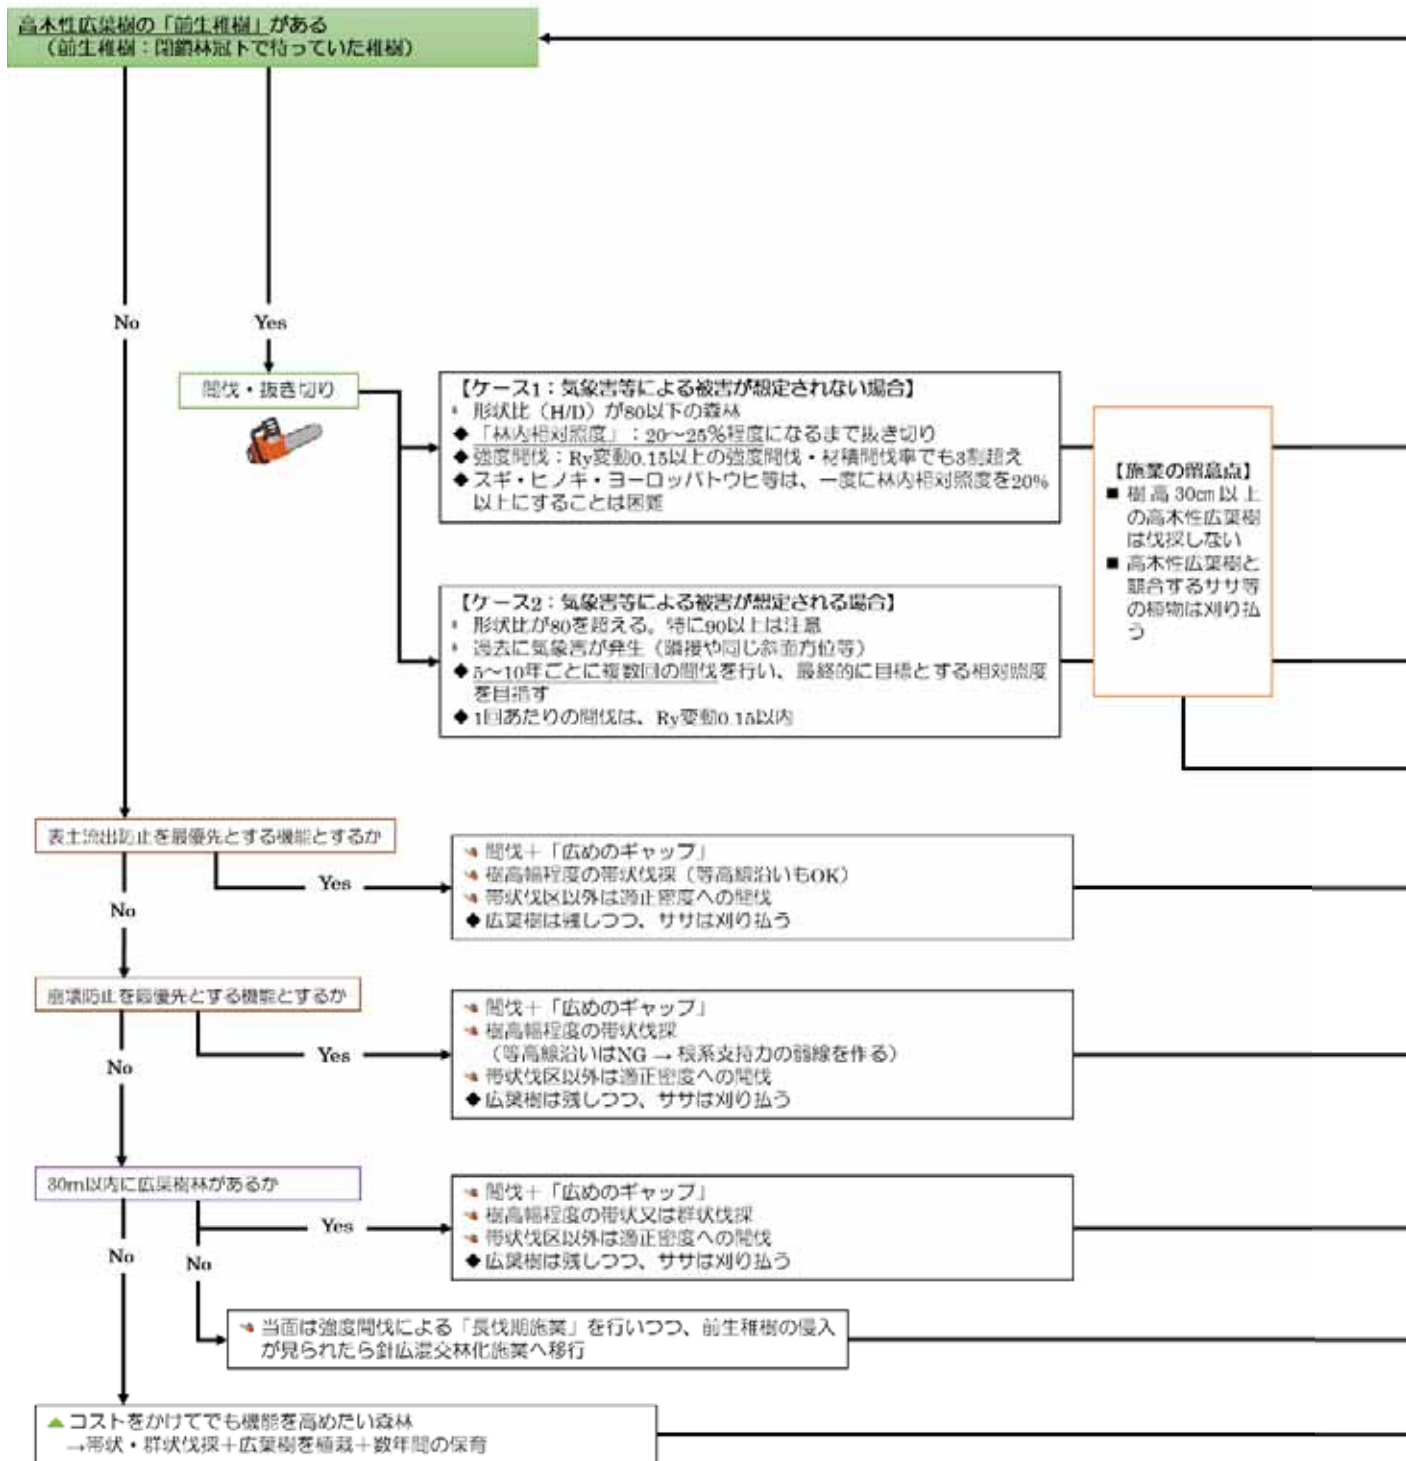 高木性広葉樹の「前生稚樹」がある
（前生稚樹：閉鎖林冠下で待っていた稚樹）
No
Yes
間伐・抜き切り
【ケース1：気象害等による被害が想定されない場合】
形状比（H/D）が80以下の森林
◆「林内相対照度」：20～25%程度になるまで抜き切り
◆強度間伐：Ry変動0.15以上の強度間伐・材積間伐率でも3割超え
◆スギ・ヒノキ・ヨーロッパトウヒ等は、一度に林内相対照度を20%
以上にすることは困難
【施業の留意点】
■ 樹高30cm以上
の高木性広葉樹
は伐採しない
■ 高木性広葉樹と
競合するササ等
の植物は刈り払
う
【ケース2：気象害等による被害が想定される場合】
形状比が80を超える。特に90以上は注意
過去に気象害が発生（隣接や同じ斜面方位等）
◆5～10年ごとに複数回の間伐を行い、最終的に目標とする相対照度
を目指す
◆1回あたりの間伐は、Ry変動0.15以内
表土流出防止を最優先とする機能とするか
Yes
No
間伐＋「広めのギャップ」
樹高幅程度の帯状伐採（等高線沿いもOK）
帯状伐区以外は適正密度への間伐
◆広葉樹は残しつつ、ササは刈り払う
崩壊防止を最優先とする機能とするか
Yes
No
間伐＋「広めのギャップ」
樹高幅程度の帯状伐採
（等高線沿いはNG → 根系支持力の弱線を作る）
帯状伐区以外は適正密度への間伐
◆広葉樹は残しつつ、ササは刈り払う
30m以内に広葉樹林があるか
Yes
No
No
間伐＋「広めのギャップ」
樹高幅程度の帯状又は群状伐採
帯状伐区以外は適正密度への間伐
◆広葉樹は残しつつ、ササは刈り払う
当面は強度間伐による「長伐期施業」を行いつつ、前生稚樹の侵入
が見られたら針広混交林化施業へ移行
▲コストをかけてでも機能を高めたい森林
→帯状・群状伐採＋広葉樹を植栽＋数年間の保育